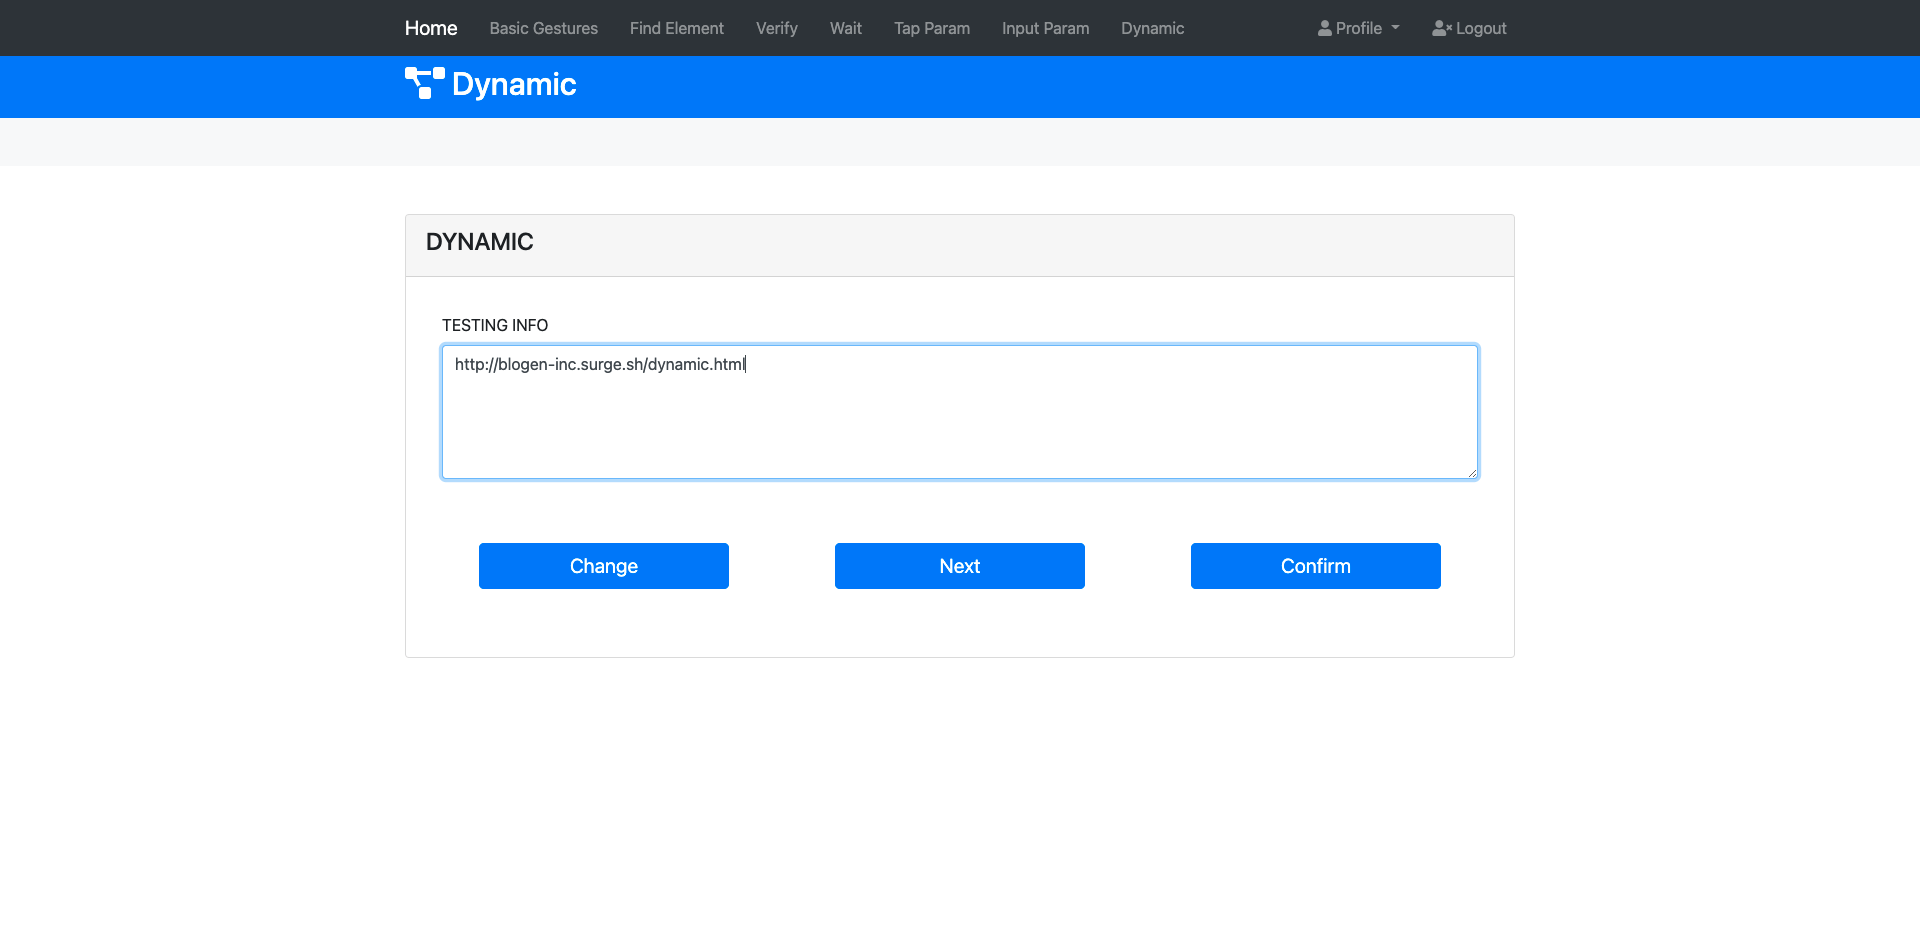 Home Basic Gestures Find Element Verify Wait Tap Param Input Param Dynamic Profile Logout
Dynamic
DYNAMIC
TESTING INFO
http://blogen-inc.surge.sh/dynamic.html
Change Next Confirm